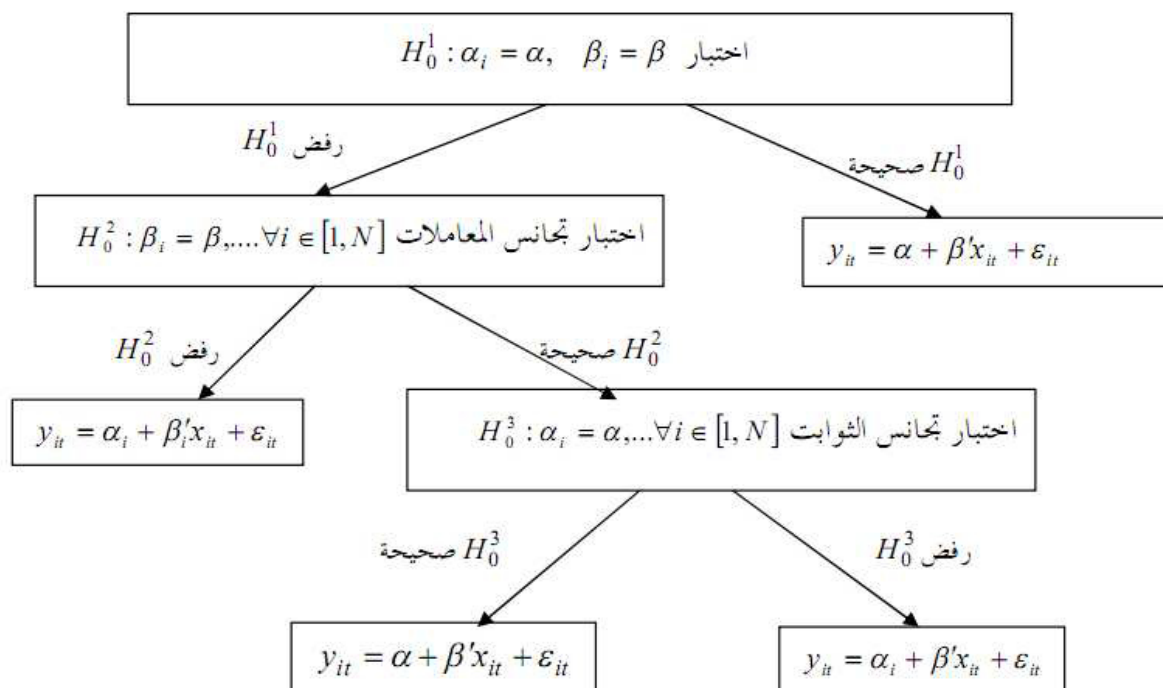 اختبار $H_0^1 : \alpha_i = \alpha, \quad \beta_i = \beta$
رفض $H_0^1$
$H_0^1$ صحيحة
اختبار تجانس المعاملات $H_0^2 : \beta_i = \beta, .... \forall i \in [1, N]$
$y_{it} = \alpha + \beta' x_{it} + \varepsilon_{it}$
رفض $H_0^2$
$H_0^2$ صحيحة
$y_{it} = \alpha_i + \beta_i' x_{it} + \varepsilon_{it}$
اختبار تجانس الثوابت $H_0^3 : \alpha_i = \alpha, ... \forall i \in [1, N]$
$H_0^3$ صحيحة
رفض $H_0^3$
$y_{it} = \alpha + \beta' x_{it} + \varepsilon_{it}$
$y_{it} = \alpha_i + \beta' x_{it} + \varepsilon_{it}$